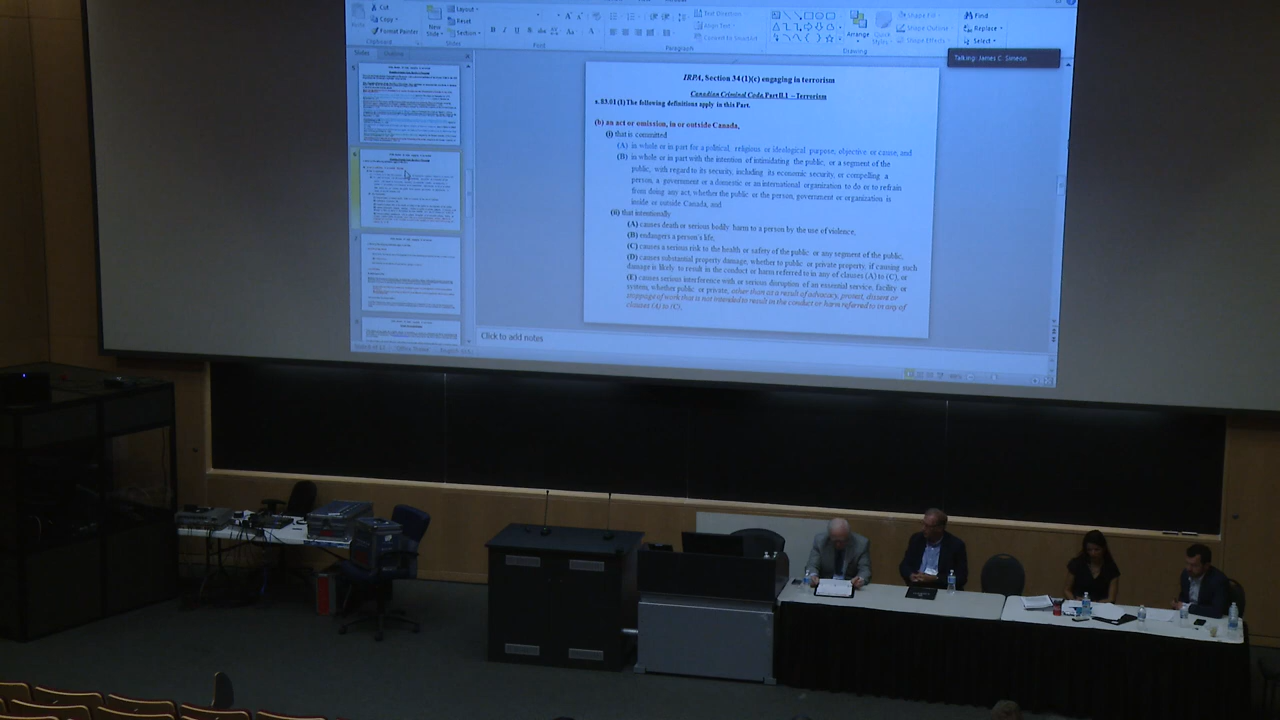 Cut
Copy
Format Painter
Clipboard
New
Slide
Layout
Reset
Section
Slides
Font
Text Direction
Align Text
Convert to SmartArt
Paragraph
Arrange
Quick
Styles
Shape Fill
Shape Outline
Shape Effects
Drawing
Find
Replace
Select
Talking: James C. Simeon
Slides
Outline
IRPA, Section 34(1)(c) engaging in terrorism
Canadian Criminal Code, Part II.1 – Terrorism
s. 83.01 (1) The following definitions apply in this Part.
(b) an act or omission, in or outside Canada,
(i) that is committed
(A) in whole or in part for a political, religious or ideological purpose, objective or cause, and
(B) in whole or in part with the intention of intimidating the public, or a segment of the
public, with regard to its security, including its economic security, or compelling a
person, a government or a domestic or an international organization to do or to refrain
from doing any act, whether the public or the person, government or organization is
inside or outside Canada, and
(ii) that intentionally
(A) causes death or serious bodily harm to a person by the use of violence,
(B) endangers a person's life,
(C) causes a serious risk to the health or safety of the public or any segment of the public,
(D) causes substantial property damage, whether to public or private property, if causing such
damage is likely to result in the conduct or harm referred to in any of clauses (A) to (C), or
(E) causes serious interference with or serious disruption of an essential service, facility or
system, whether public or private, other than as a result of advocacy, protest, dissent or
stoppage of work that is not intended to result in the conduct or harm referred to in any of
clauses (A) to (C);
Click to add notes